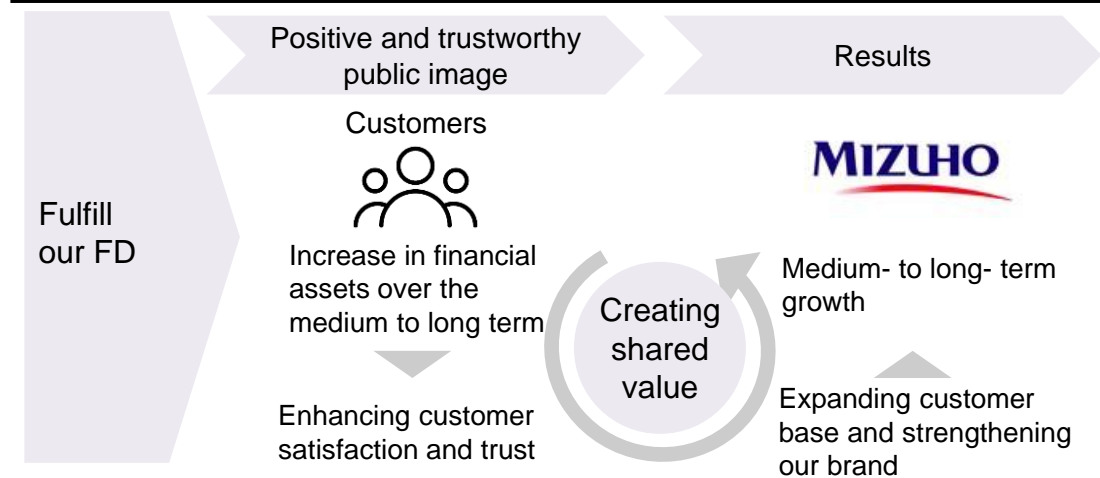 Fulfill
our FD
Positive and trustworthy
public image
Customers
Increase in financial
assets over the
medium to long term
Enhancing customer
satisfaction and trust
Creating
shared
value
Results
MIZUHO
Medium- to long- term
growth
Expanding customer
base and strengthening
our brand